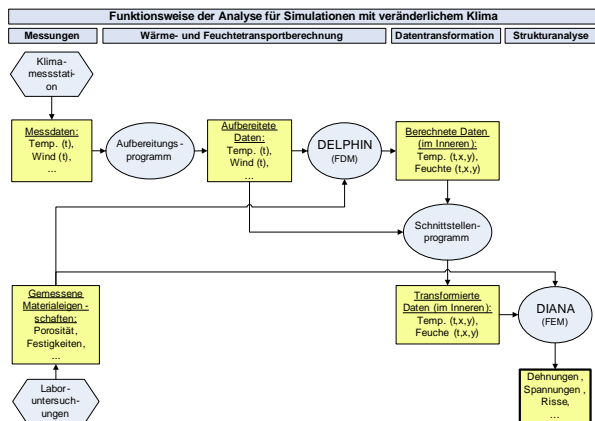 Funktionsweise der Analyse für Simulationen mit veränderlichem Klima
Messungen
Wärme- und Feuchtetransportberechnung
Datentransformation
Strukturanalyse
Klima-
messstati-
on
Messdaten:
Temp. (t),
Wind (t),
...
Aufbereitungs-
programm
Aufbereitete
Daten:
Temp. (t),
Wind (t),
...
DELPHIN
(FDM)
Berechnete Daten
(im Inneren):
Temp. (t,x,y),
Feuchte (t,x,y)
Schnittstellen-
programm
Gemessene
Materialeigen -
schaften:
Porosität,
Festigkeiten,
...
Transformierte
Daten (im Inneren):
Temp. (t,x,y),
Feuche (t,x,y)
DIANA
(FEM)
Labor-
untersuch-
ungen
Dehnungen ,
Spannungen ,
Risse,
...